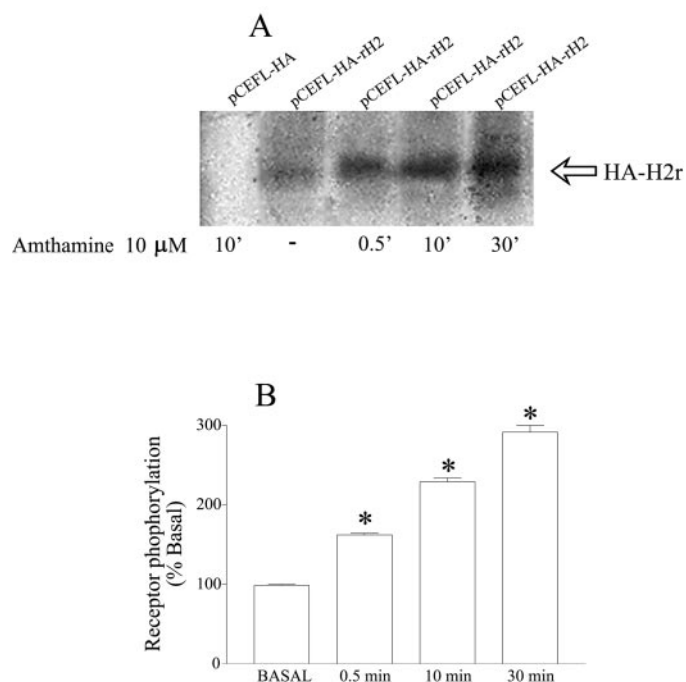 A
pCEFL-HA
pCEFL-HA-rH2
pCEFL-HA-rH2
pCEFL-HA-rH2
pCEFL-HA-rH2
HA-H2r
Amthamine 10 μM 10' - 0.5' 10' 30'
B
Receptor phophorylation
(% Basal)
300
200
100
0
*
*
*
BASAL 0.5 min 10 min 30 min